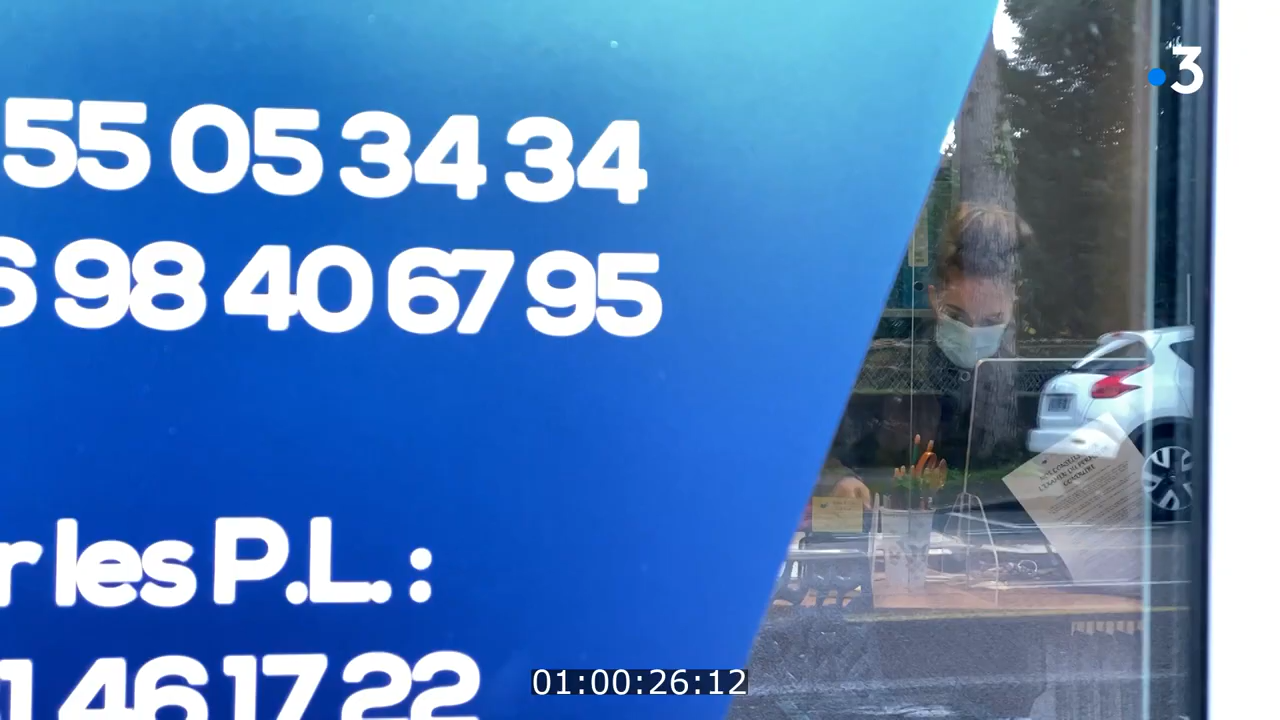 55 05 34 34
6 98 40 67 95
r les P.L. :
1 46 17 22
3
01:00:26:12